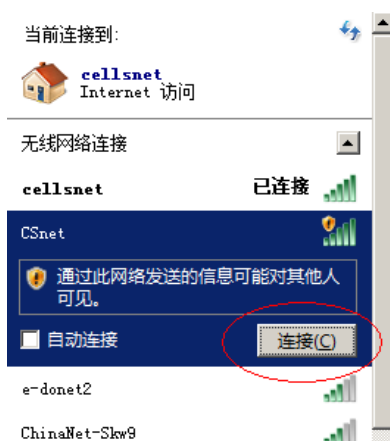 当前连接到:
cellsnet
Internet 访问
无线网络连接
cellsnet 已连接
CSnet
通过此网络发送的信息可能对其他人
可见。
自动连接 连接(C)
e-donet2
ChinaNet-Skw9